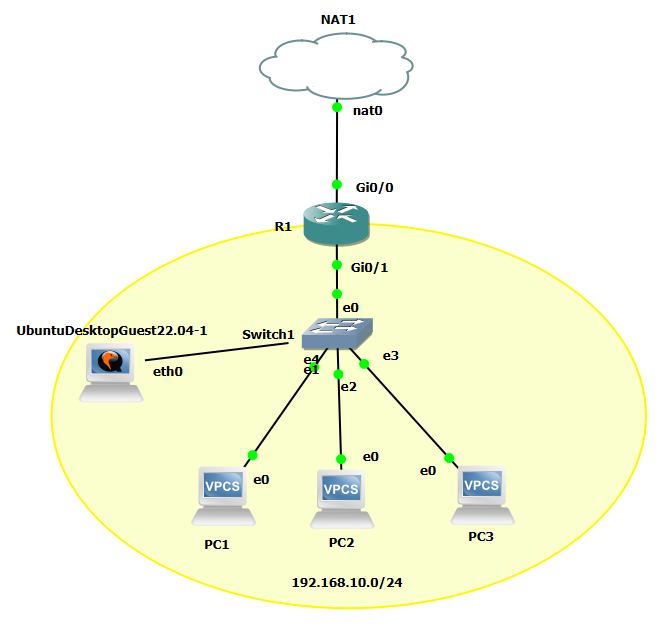 NAT1
nat0
Gi0/0
R1
Gi0/1
e0
UbuntuDesktopGuest22.04-1
Switch1
eth0
e4
e1
e3
e2
e0
e0
e0
VPCS
VPCS
VPCS
PC1
PC2
PC3
192.168.10.0/24